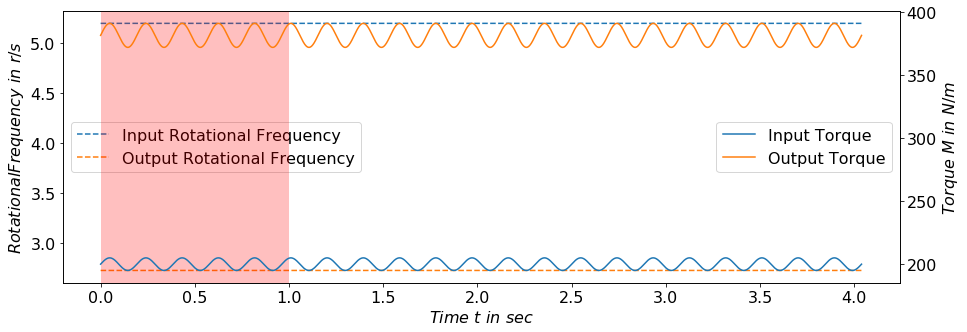 400
5.0
350
4.5
Input Rotational Frequency
Input Torque
4.0
300
Output Rotational Frequency
Output Torque
3.5
250
3.0
200
0.0 0.5 1.0 1.5 2.0 2.5 3.0 3.5 4.0
Time t in sec
RotationalFrequency in r/s
Torque M in N/m